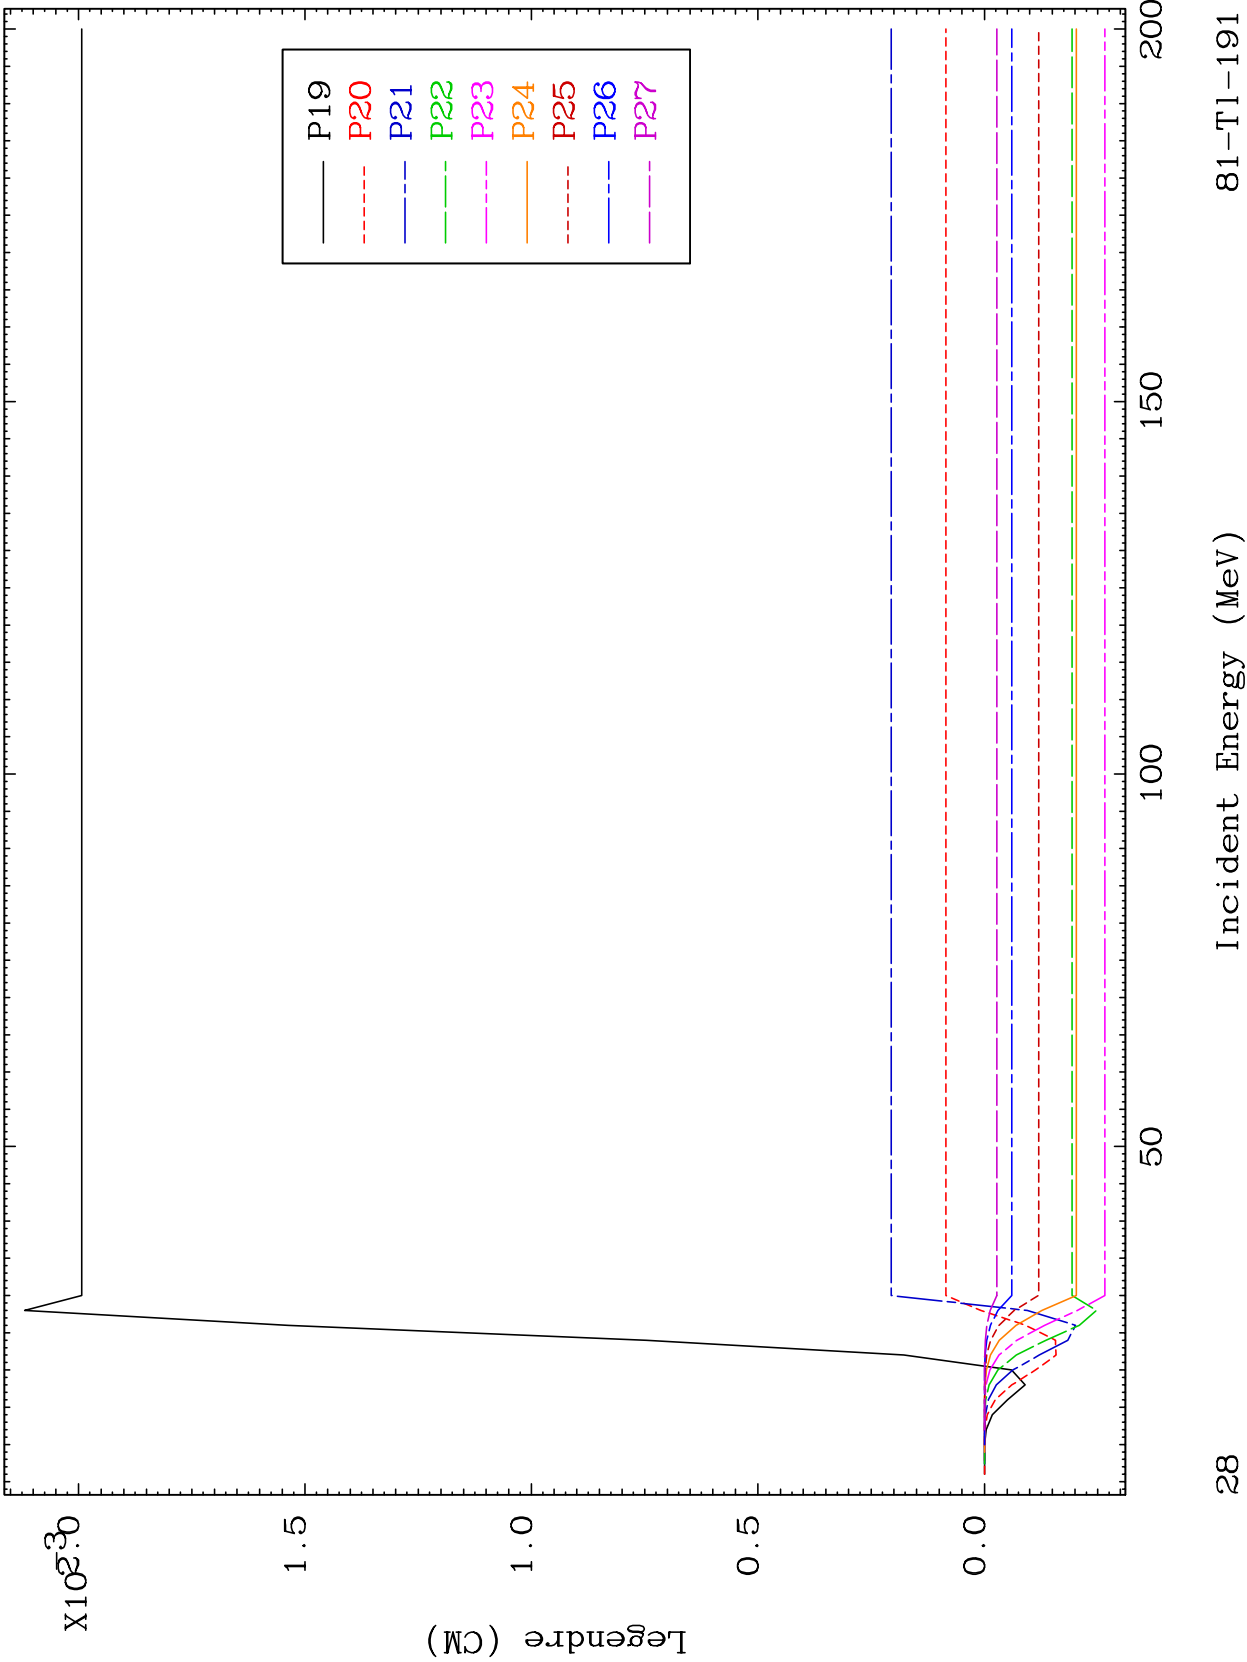 X10-3
2.0
1.5
1.0
0.5
0.0
Legendre (CM)
P19
P20
P21
P22
P23
P24
P25
P26
P27
50
100
150
200
28
Incident Energy (MeV)
81-Tl-191